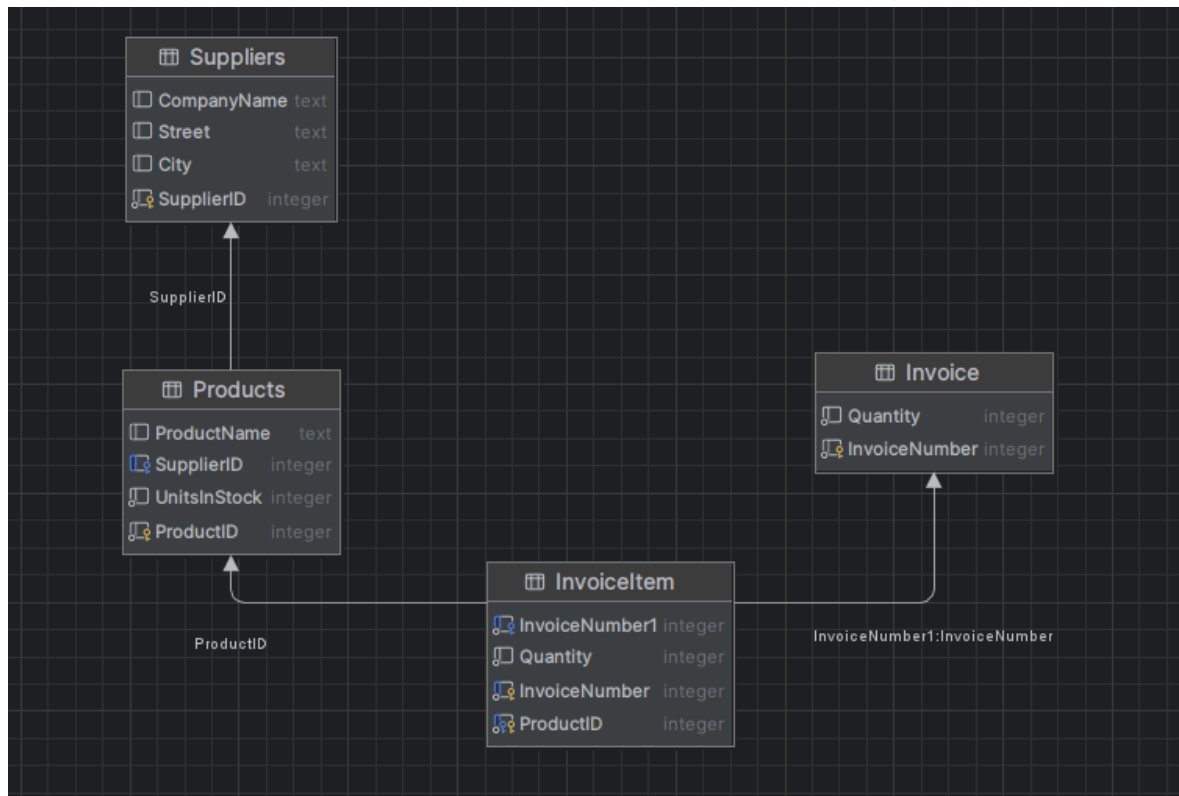 Suppliers
CompanyName text
Street text
City text
SupplierID integer
SupplierID
Products
ProductName text
SupplierID integer
UnitsInStock integer
ProductID integer
Invoice
Quantity integer
InvoiceNumber integer
InvoiceItem
InvoiceNumber1 integer
Quantity integer
InvoiceNumber integer
ProductID integer
ProductID
InvoiceNumber1:InvoiceNumber